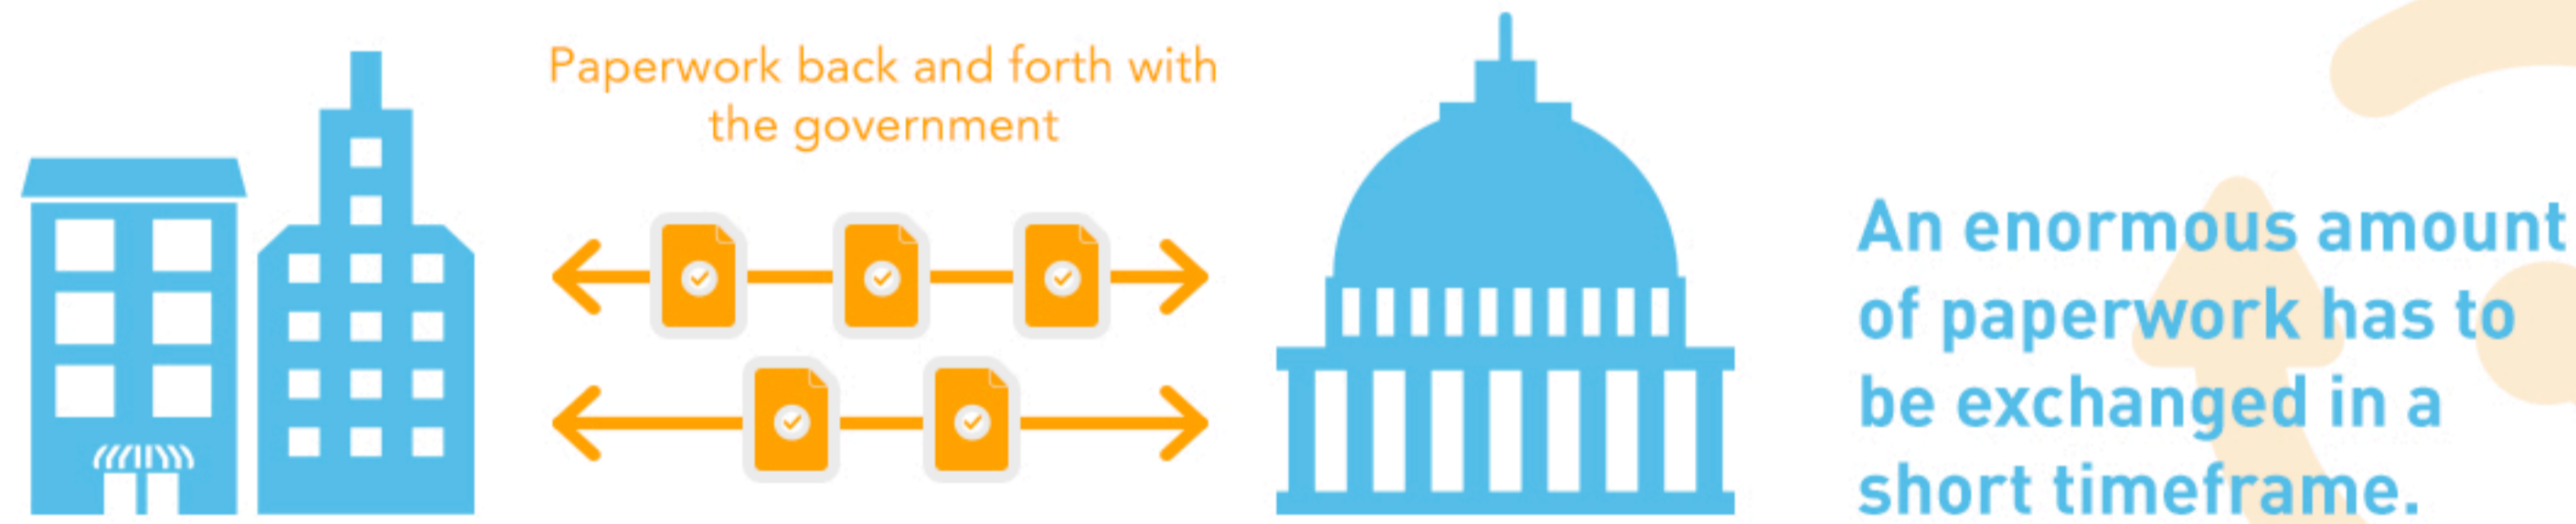 Paperwork back and forth with
the government
An enormous amount
of paperwork has to
be exchanged in a
short timeframe.